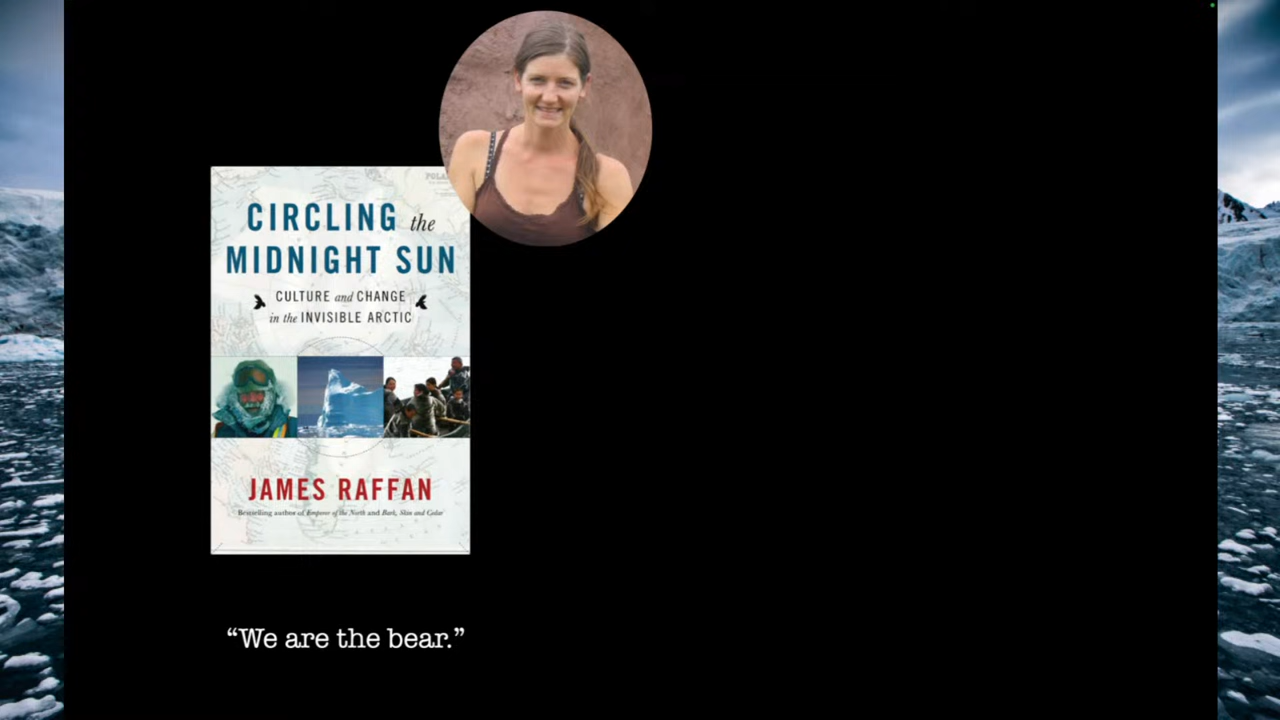 CIRCLING the
MIDNIGHT SUN
CULTURE and CHANGE
in the INVISIBLE ARCTIC
JAMES RAFFAN
Bestselling author of Emperor of the North and Bark, Skin and Cedar
“We are the bear.”